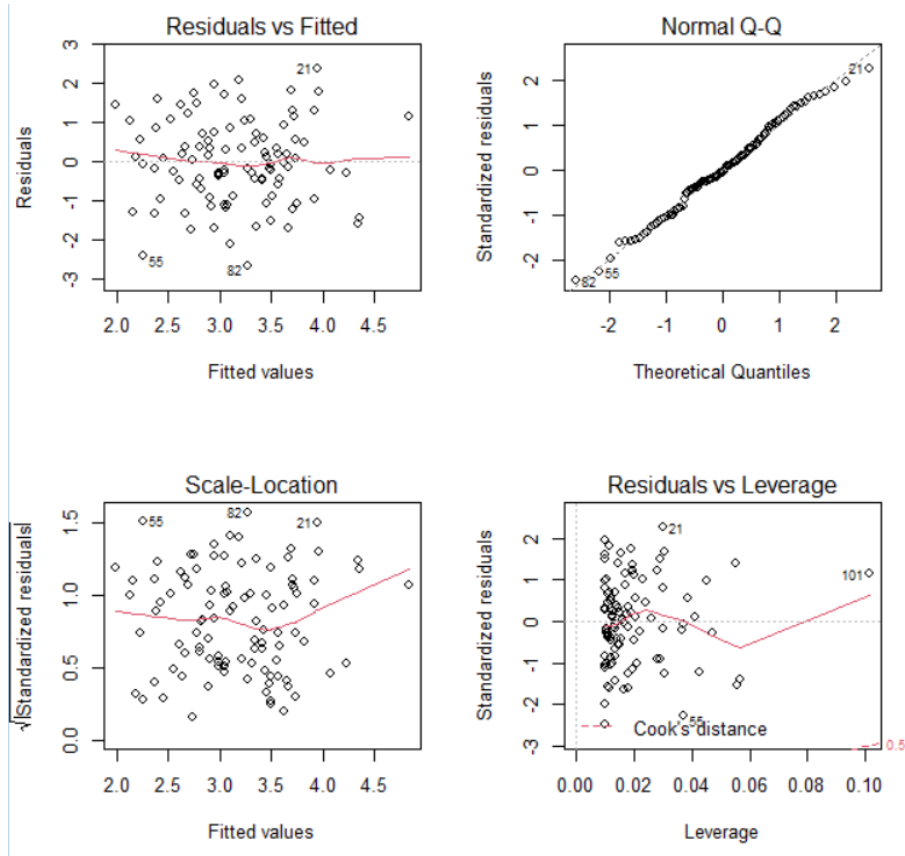 Residuals vs Fitted
Residuals
3
2
1
0
-1
-2
-3
21
55
82
2.0 2.5 3.0 3.5 4.0 4.5
Fitted values
Normal Q-Q
Standardized residuals
2
1
0
-1
-2
21
55
82
-2 -1 0 1 2
Theoretical Quantiles
Scale-Location
√|Standardized residuals|
1.5
1.0
0.5
0.0
55
82
21
2.0 2.5 3.0 3.5 4.0 4.5
Fitted values
Residuals vs Leverage
Standardized residuals
2
1
0
-1
-2
-3
21
101
55
Cook's distance
0.5
0.00 0.02 0.04 0.06 0.08 0.10
Leverage